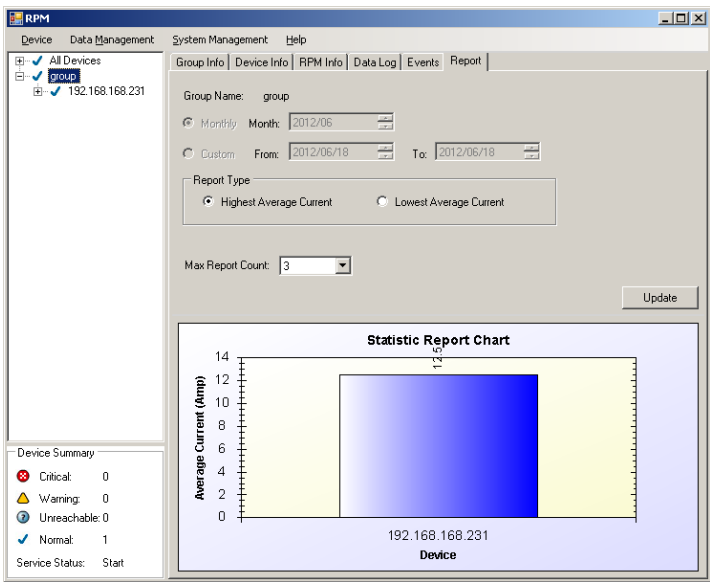 RPM
Device Data Management System Management Help
All Devices
group
192.168.168.231
Group Info Device Info RPM Info Data Log Events Report
Group Name: group
Monthly Month: 2012/06
Custom From: 2012/06/18 To: 2012/06/18
Report Type
Highest Average Current Lowest Average Current
Max Report Count: 3
Update
Statistic Report Chart
12.5
14
12
10
8
6
4
2
0
Average Current (Amp)
192.168.168.231
Device
Device Summary
Critical: 0
Warning: 0
Unreachable: 0
Normal: 1
Service Status: Start